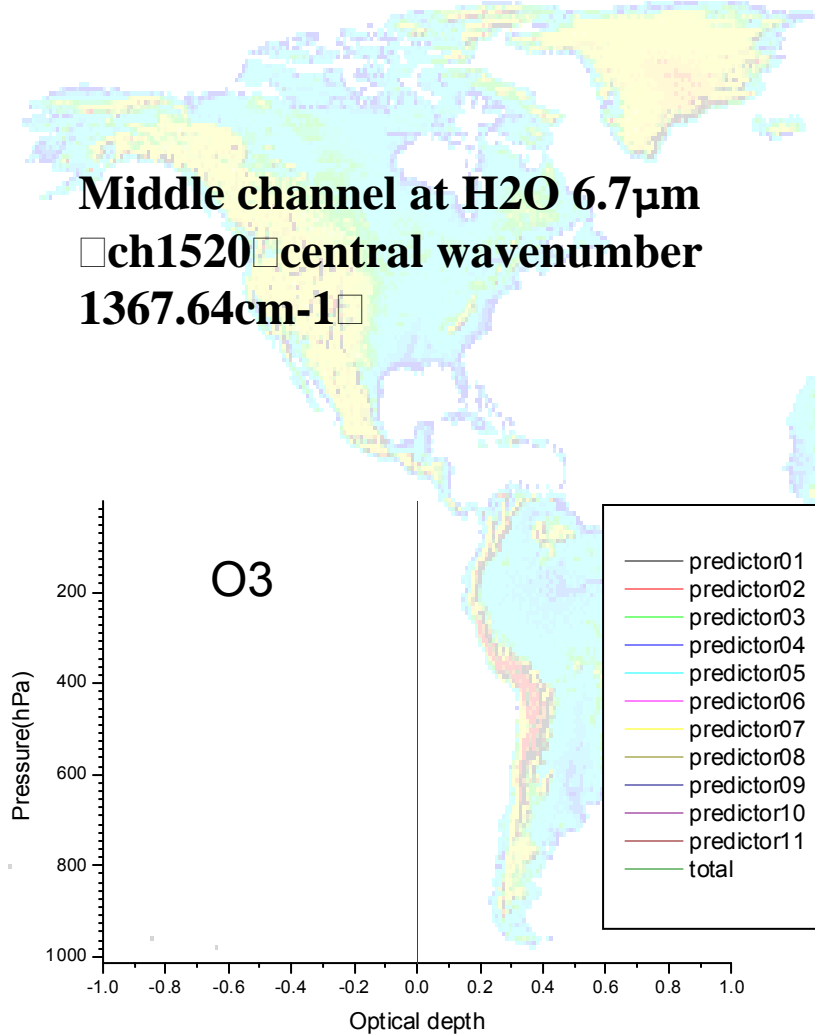 Middle channel at H2O 6.7μm
□ch1520□central wavenumber
1367.64cm-1□
O3
predictor01
predictor02
predictor03
predictor04
predictor05
predictor06
predictor07
predictor08
predictor09
predictor10
predictor11
total
Pressure(hPa)
200
400
600
800
1000
-1.0 -0.8 -0.6 -0.4 -0.2 0.0 0.2 0.4 0.6 0.8 1.0
Optical depth